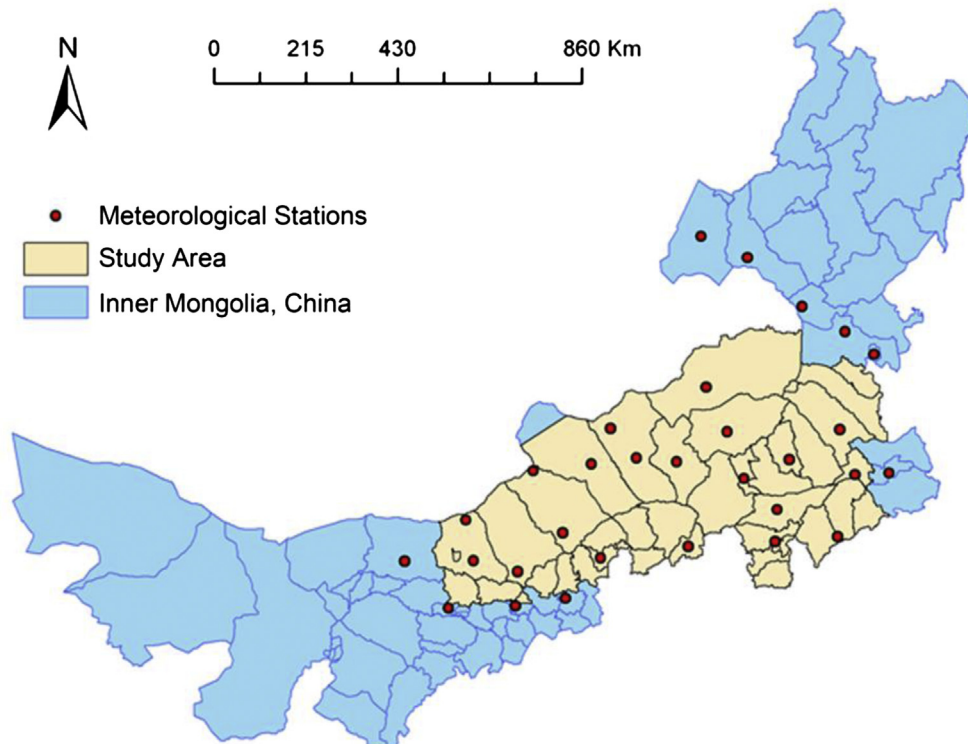 N
0 215 430 860 Km
Meteorological Stations
Study Area
Inner Mongolia, China